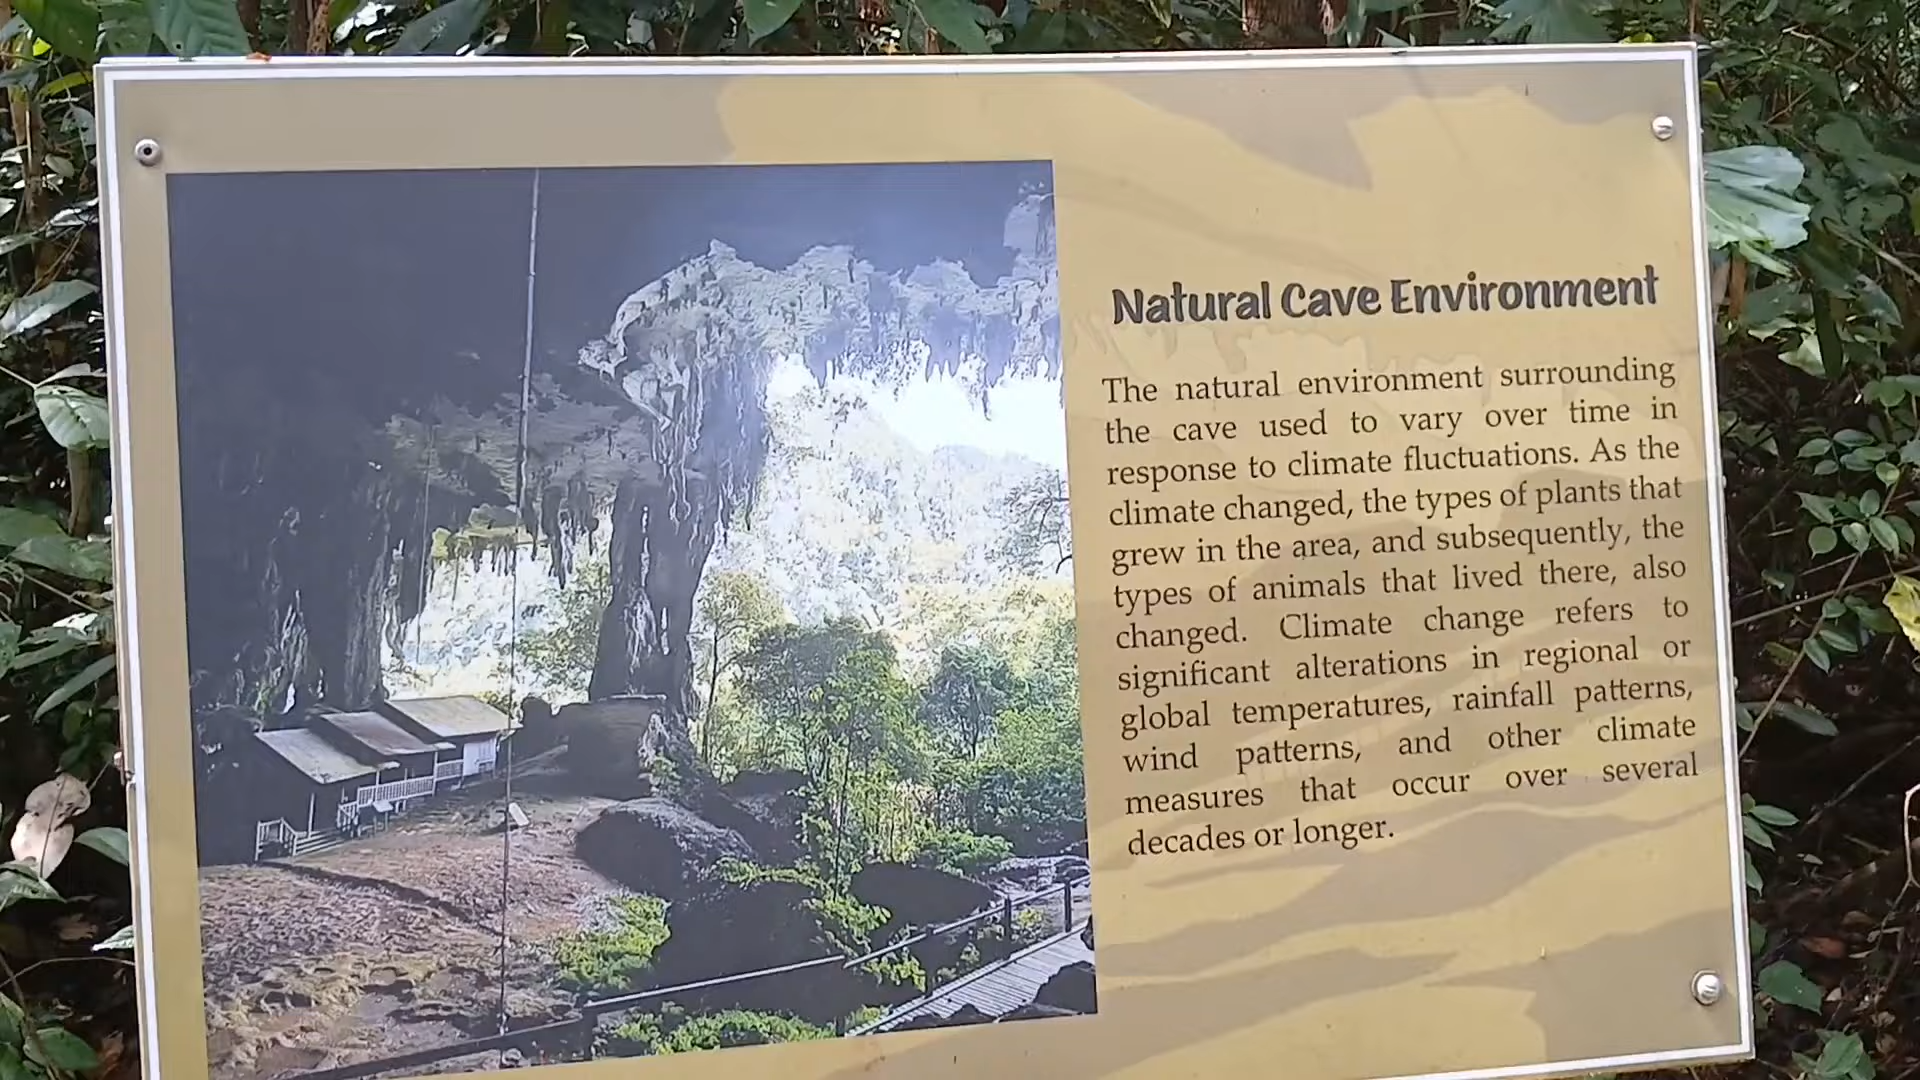 Natural Cave Environment
The natural environment surrounding
the cave used to vary over time in
response to climate fluctuations. As the
climate changed, the types of plants that
grew in the area, and subsequently, the
types of animals that lived there, also
changed. Climate change refers to
significant alterations in regional or
global temperatures, rainfall patterns,
wind patterns, and other climate
measures that occur over several
decades or longer.